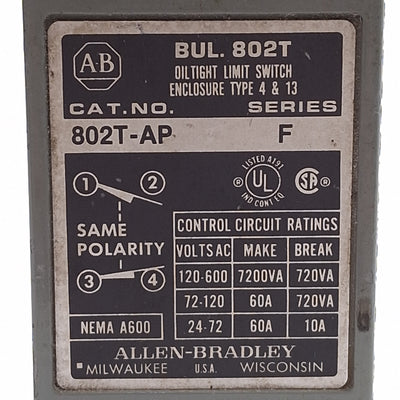 A-B
BUL. 802T
OILTIGHT LIMIT SWITCH
ENCLOSURE TYPE 4 & 13
CAT.NO. SERIES
802T-AP F
LISTED A791
® UL ® SA ®
IND CONT EQ
1 2
SAME
POLARITY
3 4
NEMA A600
CONTROL CIRCUIT RATINGS
VOLTS AC MAKE BREAK
120-600 7200VA 720VA
72-120 60A 720VA
24-72 60A 10A
ALLEN-BRADLEY
MILWAUKEE U.S.A. WISCONSIN